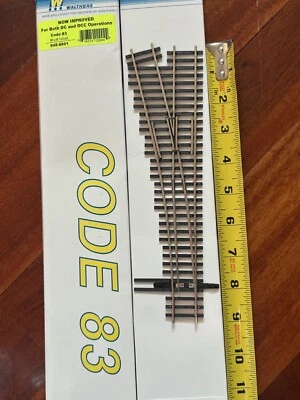 WALTHERS
NOW IMPROVED
For Both DC and DCC Operations
Code 83
948-8801
CODE 83
1
2
3
4
5
6
7
8
9
10
11